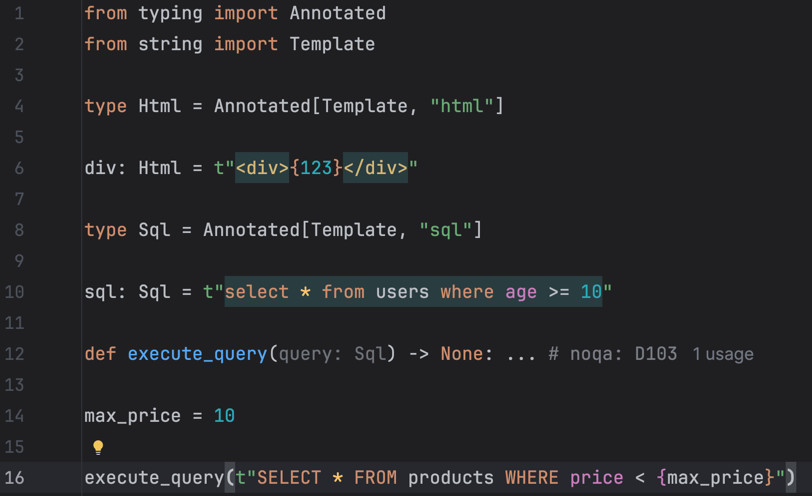 1 from typing import Annotated
2 from string import Template
3
4 type Html = Annotated[Template, "html"]
5
6 div: Html = t"<div>{123}</div>"
7
8 type Sql = Annotated[Template, "sql"]
9
10 sql: Sql = t"select * from users where age >= 10"
11
12 def execute_query(query: Sql) -> None: ... # noqa: D103 1 usage
13
14 max_price = 10
15
16 execute_query(t"SELECT * FROM products WHERE price < {max_price}")